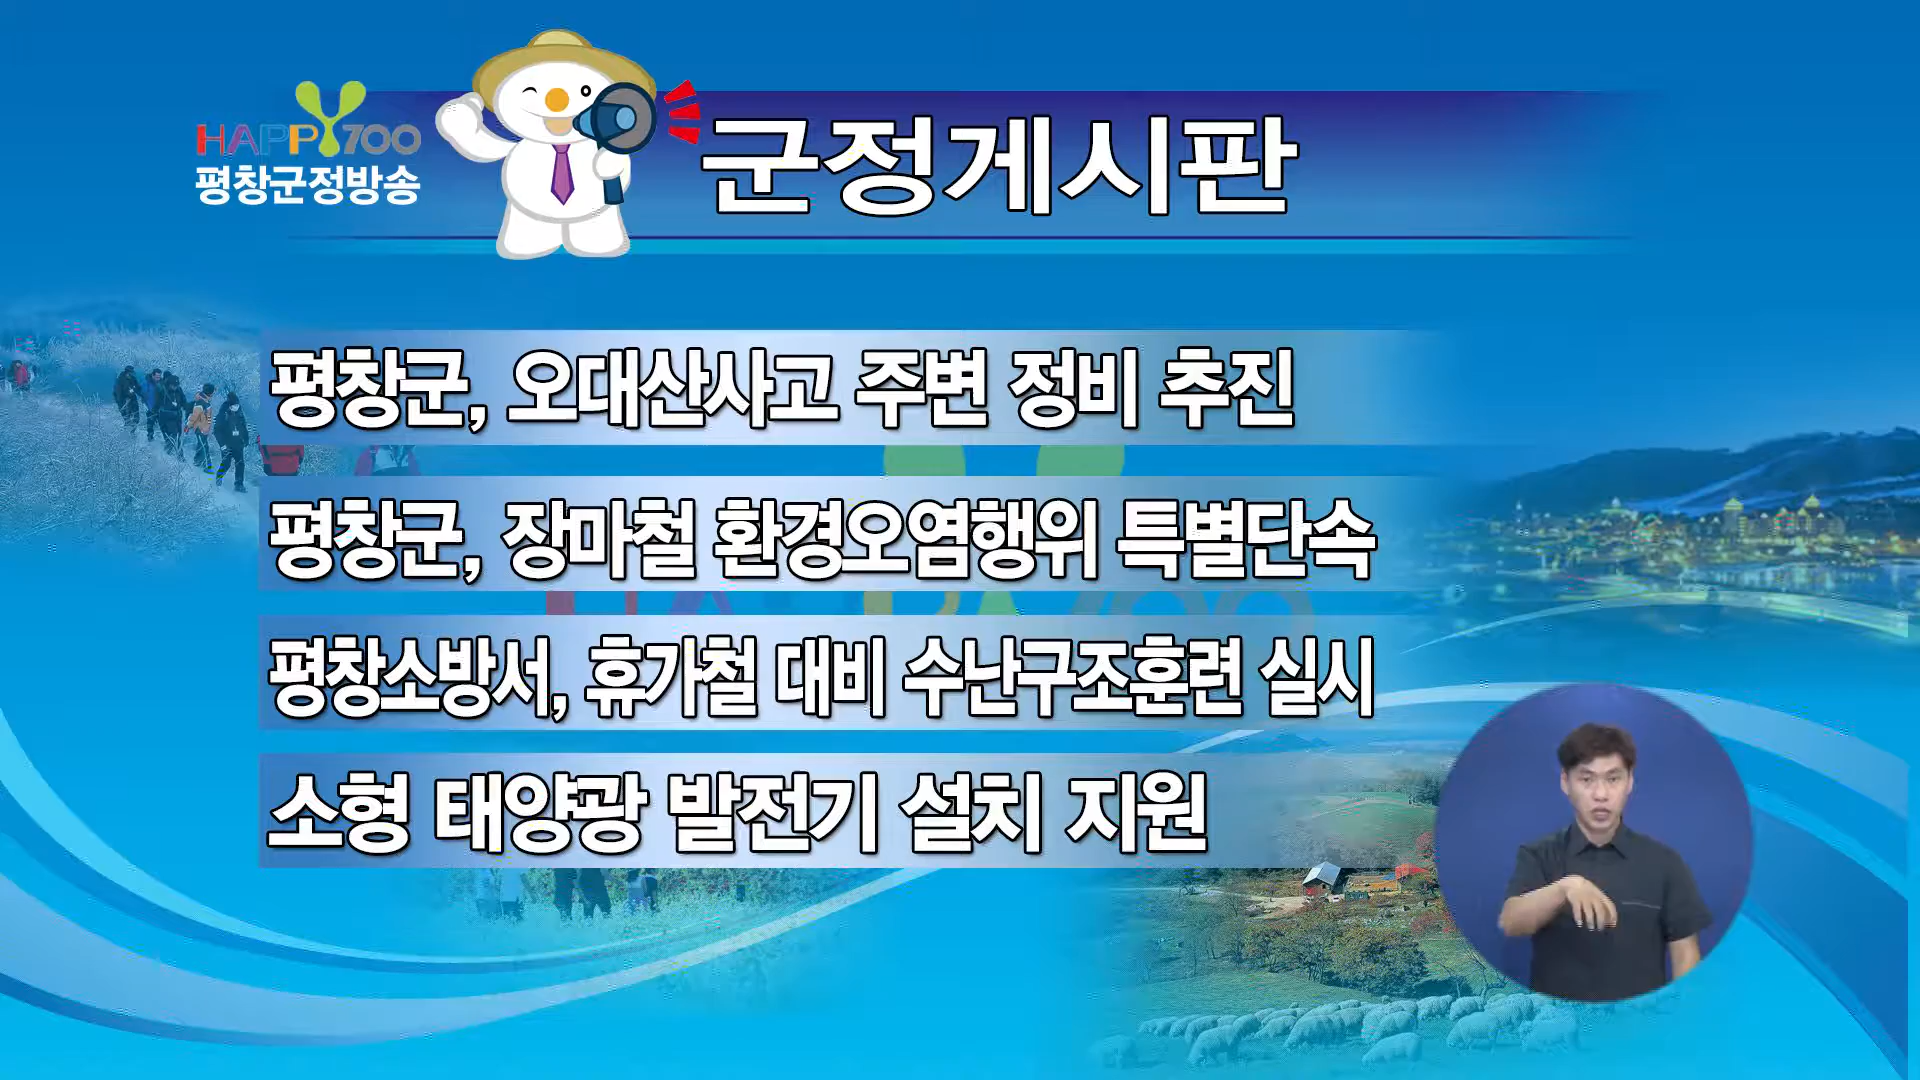 HAPPY700
평창군정방송
군정게시판
평창군, 오대산사고 주변 정비 추진
평창군, 장마철 환경오염행위 특별단속
평창소방서, 휴가철 대비 수난구조훈련 실시
소형 태양광 발전기 설치 지원
HAPPY700